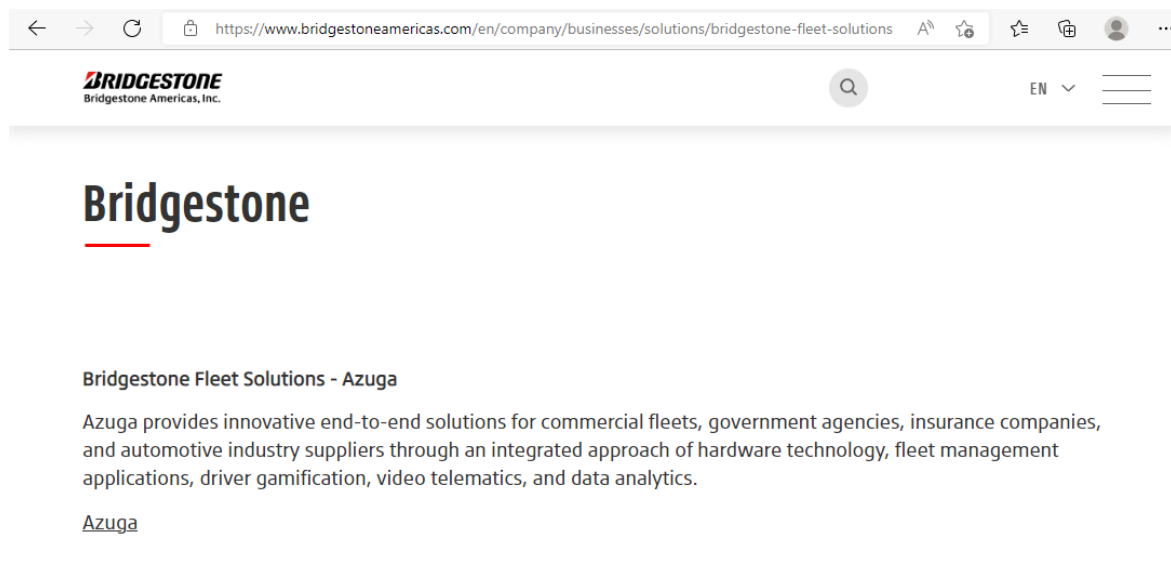 https://www.bridgestoneamericas.com/en/company/businesses/solutions/bridgestone-fleet-solutions
BRIDGESTONE
Bridgestone Americas, Inc.
EN
Bridgestone
Bridgestone Fleet Solutions - Azuga
Azuga provides innovative end-to-end solutions for commercial fleets, government agencies, insurance companies,
and automotive industry suppliers through an integrated approach of hardware technology, fleet management
applications, driver gamification, video telematics, and data analytics.
Azuga